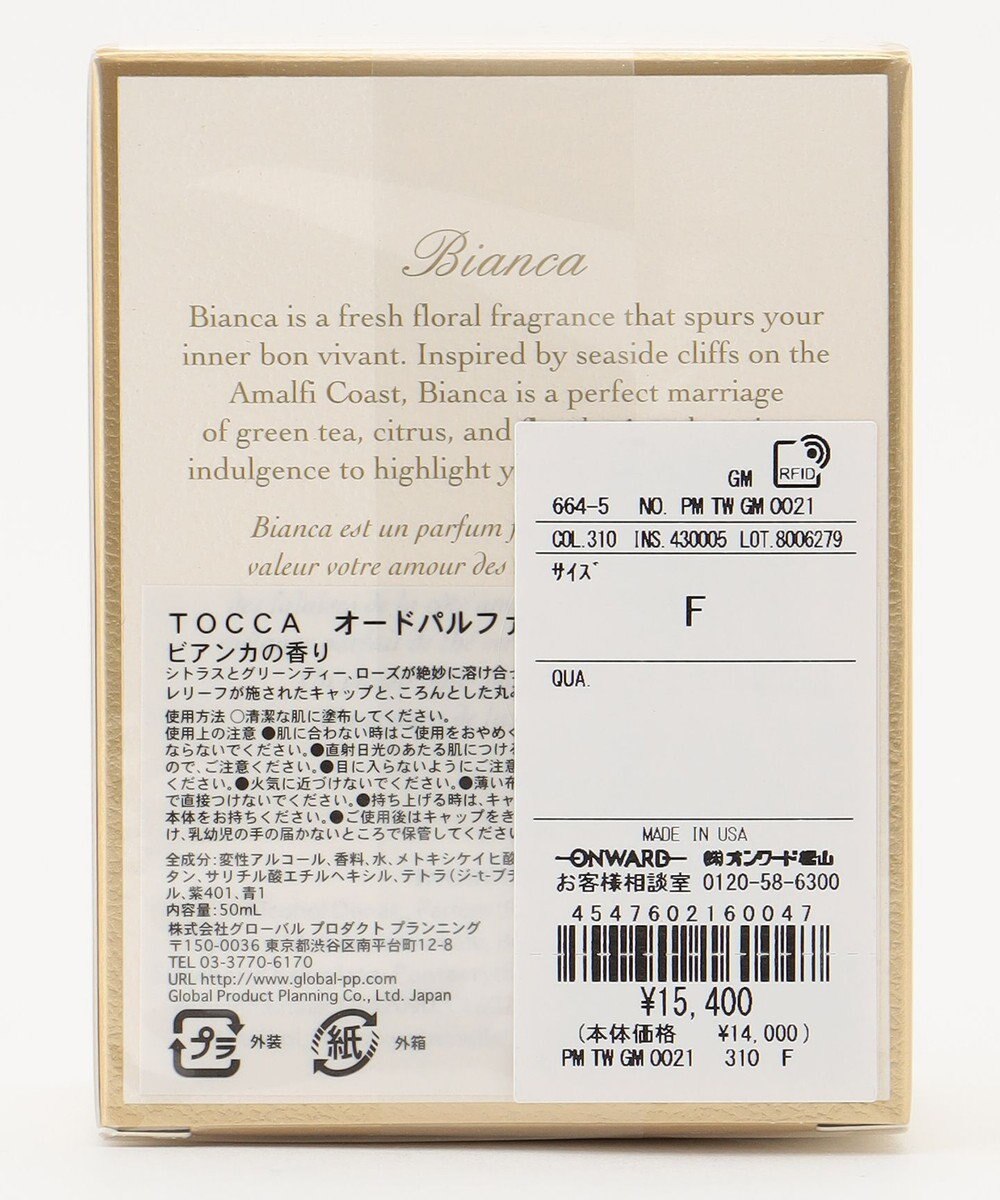 Bianca
Bianca is a fresh floral fragrance that spurs your
inner bon vivant. Inspired by seaside cliffs on the
Amalfi Coast, Bianca is a perfect marriage
of green tea, citrus, and
indulgence to highlight
Bianca est un parfum
valeur votre amour des
TOCCA オードパルファ
ビアンカの香り
シトラスとグリーンティー、ローズが絶妙に溶け合っ
レリーフが施されたキャップと、ころんとした丸み
使用方法 ○清潔な肌に塗布してください。
使用上の注意 ●肌に合わない時はご使用をおやめく
ならないでください。●直射日光のあたる肌につける
ので、ご注意ください。●目に入らないようにご注意
ください。●火気に近づけないでください。●薄い布
で直接つけないでください。●持ち上げる時は、キャ
本体をお持ちください。●ご使用後はキャップをき
け、乳幼児の手の届かないところで保管してください
全成分:変性アルコール、香料、水、メトキシケイヒ酸
タン、サリチル酸エチルヘキシル、テトラ(ジ-t-ブチ
ル、紫401、青1
内容量:50mL
株式会社グローバル プロダクト プランニング
〒150-0036 東京都渋谷区南平台町12-8
TEL 03-3770-6170
URL http://www.global-pp.com
Global Product Planning Co., Ltd. Japan
プラ 外装 紙 外箱
RFID
GM
664-5 NO. PM TW GM 0021
COL.310 INS.430005 LOT.8006279
サイズ
F
QUA.
MADE IN USA
ONWARD ㈱オンワード樫山
お客様相談室 0120-58-6300
4547602160047
¥15,400
(本体価格 ¥14,000)
PM TW GM 0021 310 F